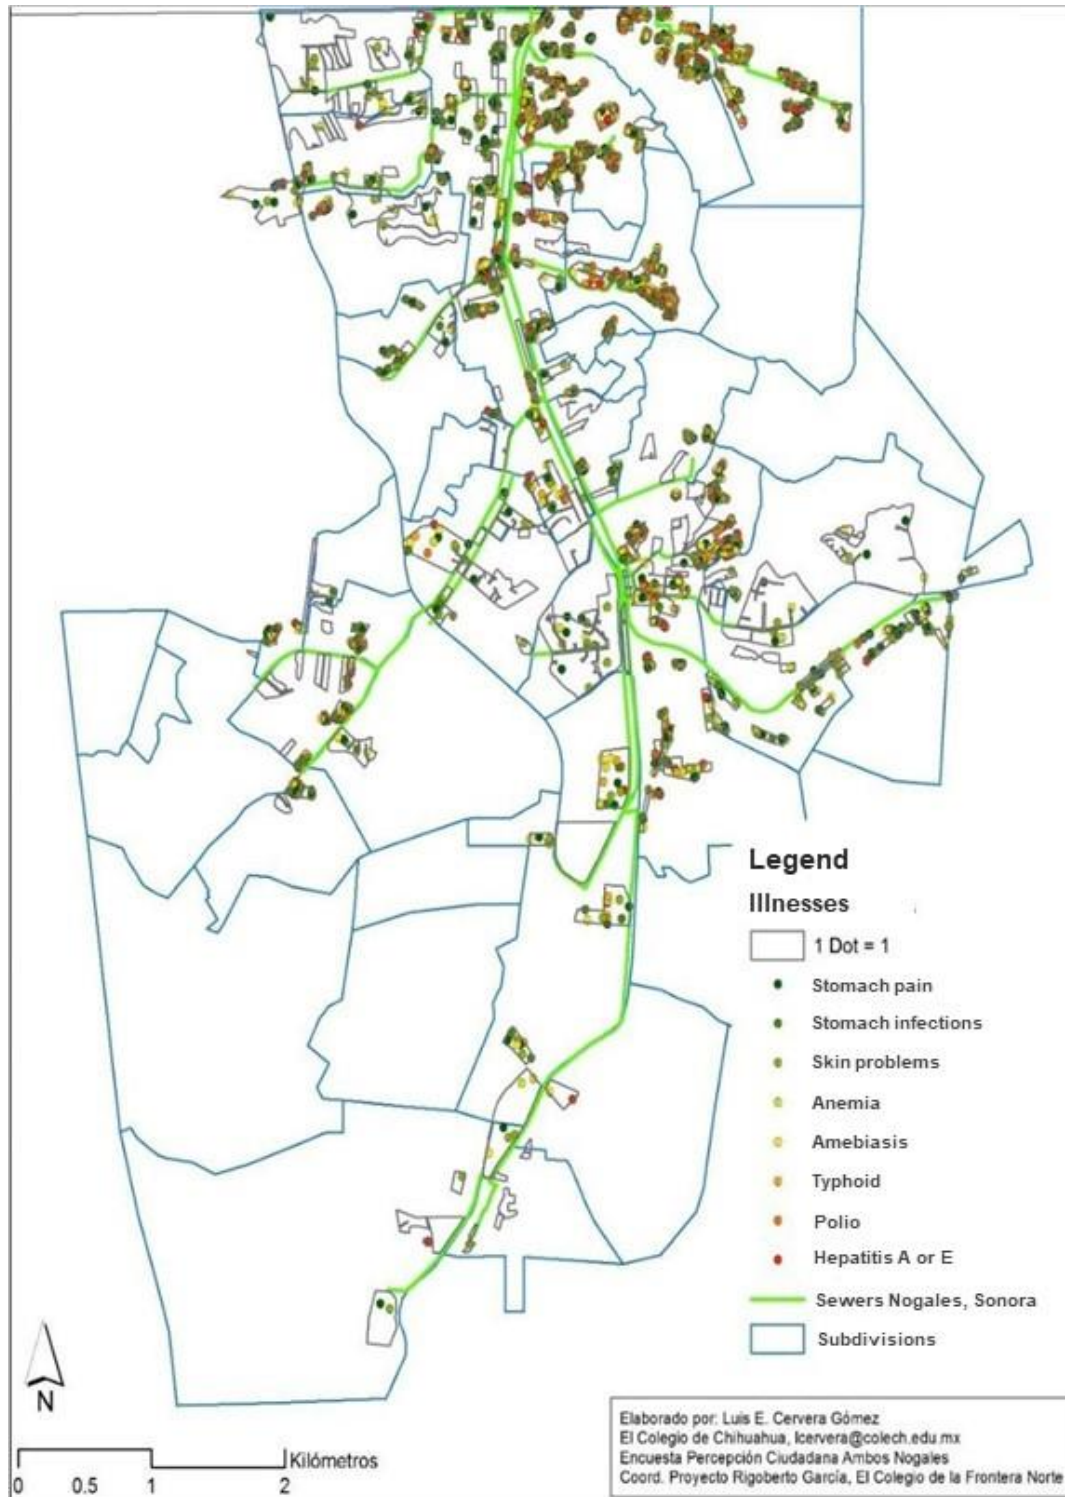 Legend
Illnesses
1 Dot = 1
Stomach pain
Stomach infections
Skin problems
Anemia
Amebiasis
Typhoid
Polio
Hepatitis A or E
Sewers Nogales, Sonora
Subdivisions
N
Kilómetros
0 0.5 1 2
Elaborado por: Luis E. Cervera Gómez
El Colegio de Chihuahua, lcervera@colech.edu.mx
Encuesta Percepción Ciudadana Ambos Nogales
Coord. Proyecto Rigoberto García, El Colegio de la Frontera Norte